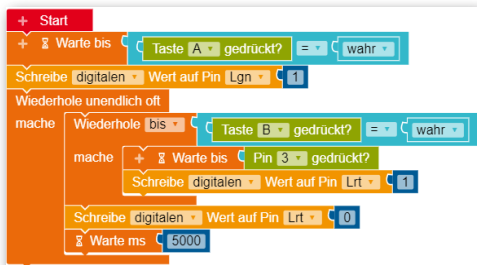 + Start
+ Warte bis Taste A gedrückt? = wahr
Schreibe digitalen Wert auf Pin Lgn 1
Wiederhole unendlich oft
mache Wiederhole bis Taste B gedrückt? = wahr
mache + Warte bis Pin 3 gedrückt?
Schreibe digitalen Wert auf Pin Lrt 1
Schreibe digitalen Wert auf Pin Lrt 0
Warte ms 5000